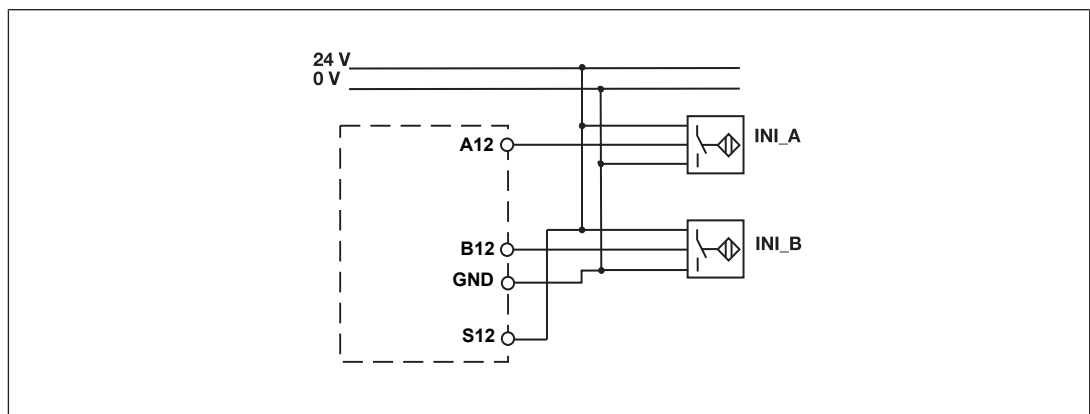 24 V
0 V
A12
INI_A
B12
INI_B
GND
S12